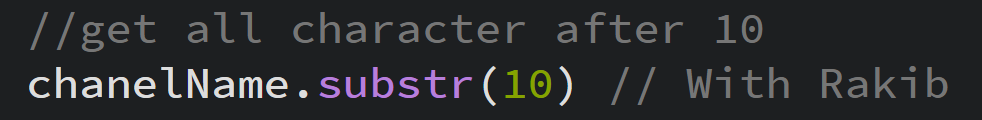 //get all character after 10
chanelName.substr(10) // With Rakib